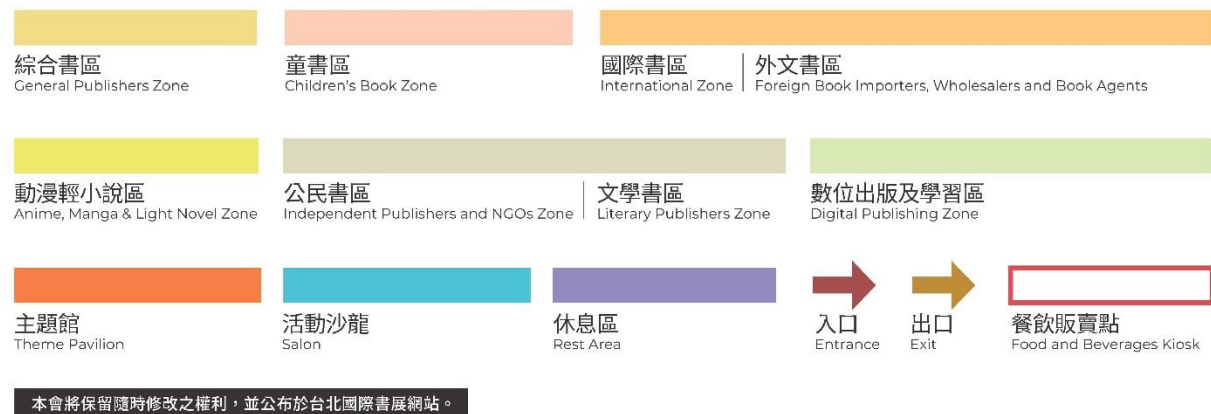 綜合書區
General Publishers Zone
童書區
Children's Book Zone
國際書區
International Zone
外文書區
Foreign Book Importers, Wholesalers and Book Agents
動漫輕小說區
Anime, Manga & Light Novel Zone
公民書區
Independent Publishers and NGOs Zone
文學書區
Literary Publishers Zone
數位出版及學習區
Digital Publishing Zone
主題館
Theme Pavilion
活動沙龍
Salon
休息區
Rest Area
入口
Entrance
出口
Exit
餐飲販賣點
Food and Beverages Kiosk
本會將保留隨時修改之權利，並公布於台北國際書展網站。